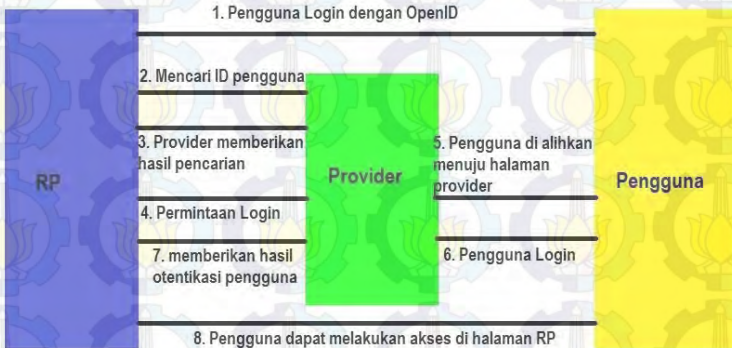 1. Pengguna Login dengan OpenID
2. Mencari ID pengguna
3. Provider memberikan
hasil pencarian
RP
Provider
5. Pengguna di alihkan
menuju halaman
provider
Pengguna
4. Permintaan Login
7. memberikan hasil
otentikasi pengguna
6. Pengguna Login
8. Pengguna dapat melakukan akses di halaman RP